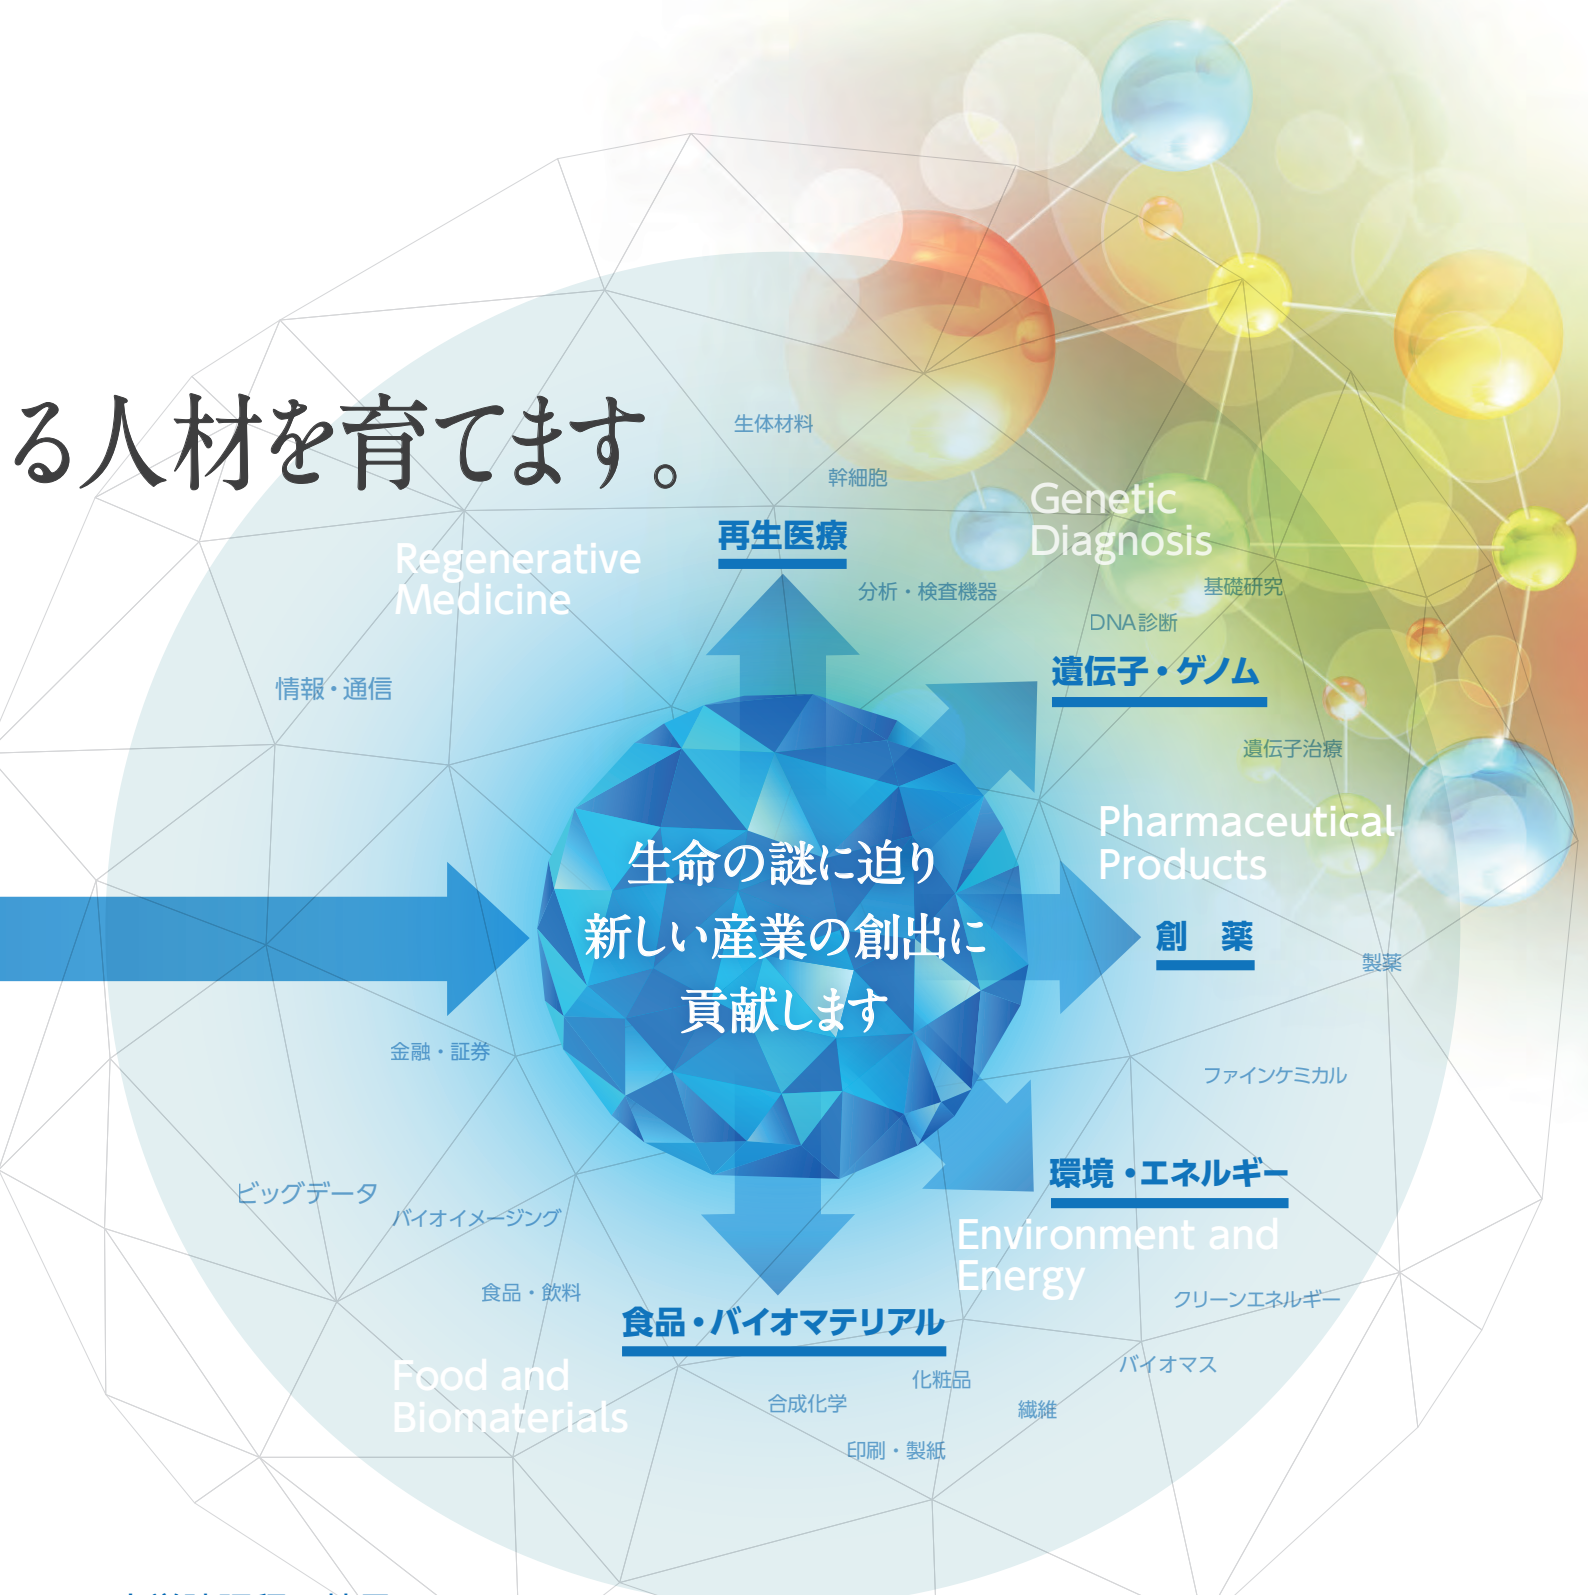 る人材を育てます。
生体材料
幹細胞
Genetic
Diagnosis
再生医療
Regenerative
Medicine
分析・検査機器
基礎研究
DNA診断
遺伝子・ゲノム
情報・通信
遺伝子治療
Pharmaceutical
Products
生命の謎に迫り
新しい産業の創出に
貢献します
創　薬
製薬
金融・証券
ファインケミカル
環境・エネルギー
ビッグデータ
バイオイメージング
Environment and
Energy
食品・飲料
クリーンエネルギー
食品・バイオマテリアル
バイオマス
Food and
Biomaterials
化粧品
合成化学
繊維
印刷・製紙